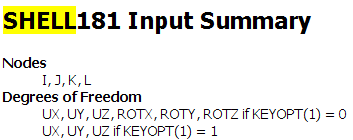 SHELL181 Input Summary
Nodes
I, J, K, L
Degrees of Freedom
UX, UY, UZ, ROTX, ROTY, ROTZ if KEYOPT(1) = 0
UX, UY, UZ if KEYOPT(1) = 1